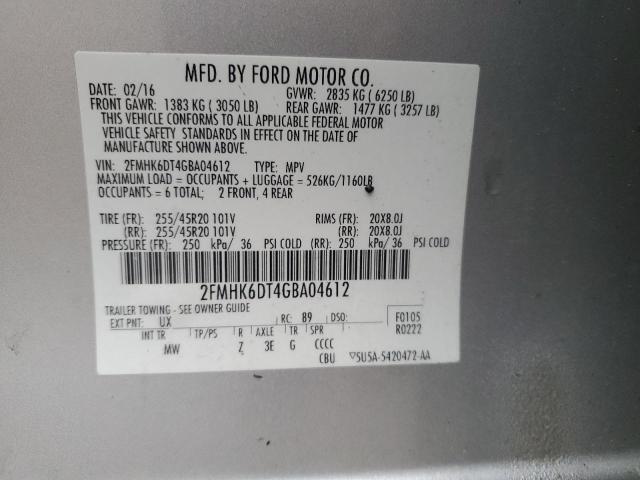 MFD. BY FORD MOTOR CO.
DATE: 02/16 GVWR: 2835 KG ( 6250 LB)
FRONT GAWR: 1383 KG ( 3050 LB) REAR GAWR: 1477 KG ( 3257 LB)
THIS VEHICLE CONFORMS TO ALL APPLICABLE FEDERAL MOTOR
VEHICLE SAFETY STANDARDS IN EFFECT ON THE DATE OF
MANUFACTURE SHOWN ABOVE.
VIN: 2FMHK6DT4GBA04612 TYPE: MPV
MAXIMUM LOAD = OCCUPANTS + LUGGAGE = 526KG/1160LB
OCCUPANTS = 6 TOTAL; 2 FRONT, 4 REAR
TIRE (FR): 255/45R20 101V RIMS (FR): 20X8.0J
(RR): 255/45R20 101V (RR): 20X8.0J
PRESSURE (FR): 250 kPa/ 36 PSI COLD (RR): 250 kPa/ 36 PSI COLD
2FMHK6DT4GBA04612
TRAILER TOWING - SEE OWNER GUIDE
EXT PNT: UX RC: B9 DSO: F0105
R0222
INT TR TP/PS R AXLE TR SPR
MW Z 3E G CCCC
CBU ▽5U5A-5420472-AA